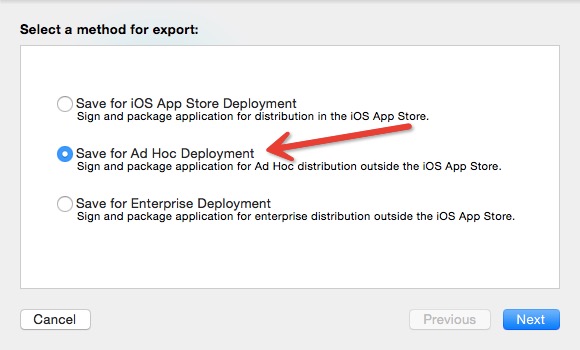 Select a method for export:
Save for iOS App Store Deployment
Sign and package application for distribution in the iOS App Store.
Save for Ad Hoc Deployment
Sign and package application for Ad Hoc distribution outside the iOS App Store.
Save for Enterprise Deployment
Sign and package application for enterprise distribution outside the iOS App Store.
Cancel
Previous
Next